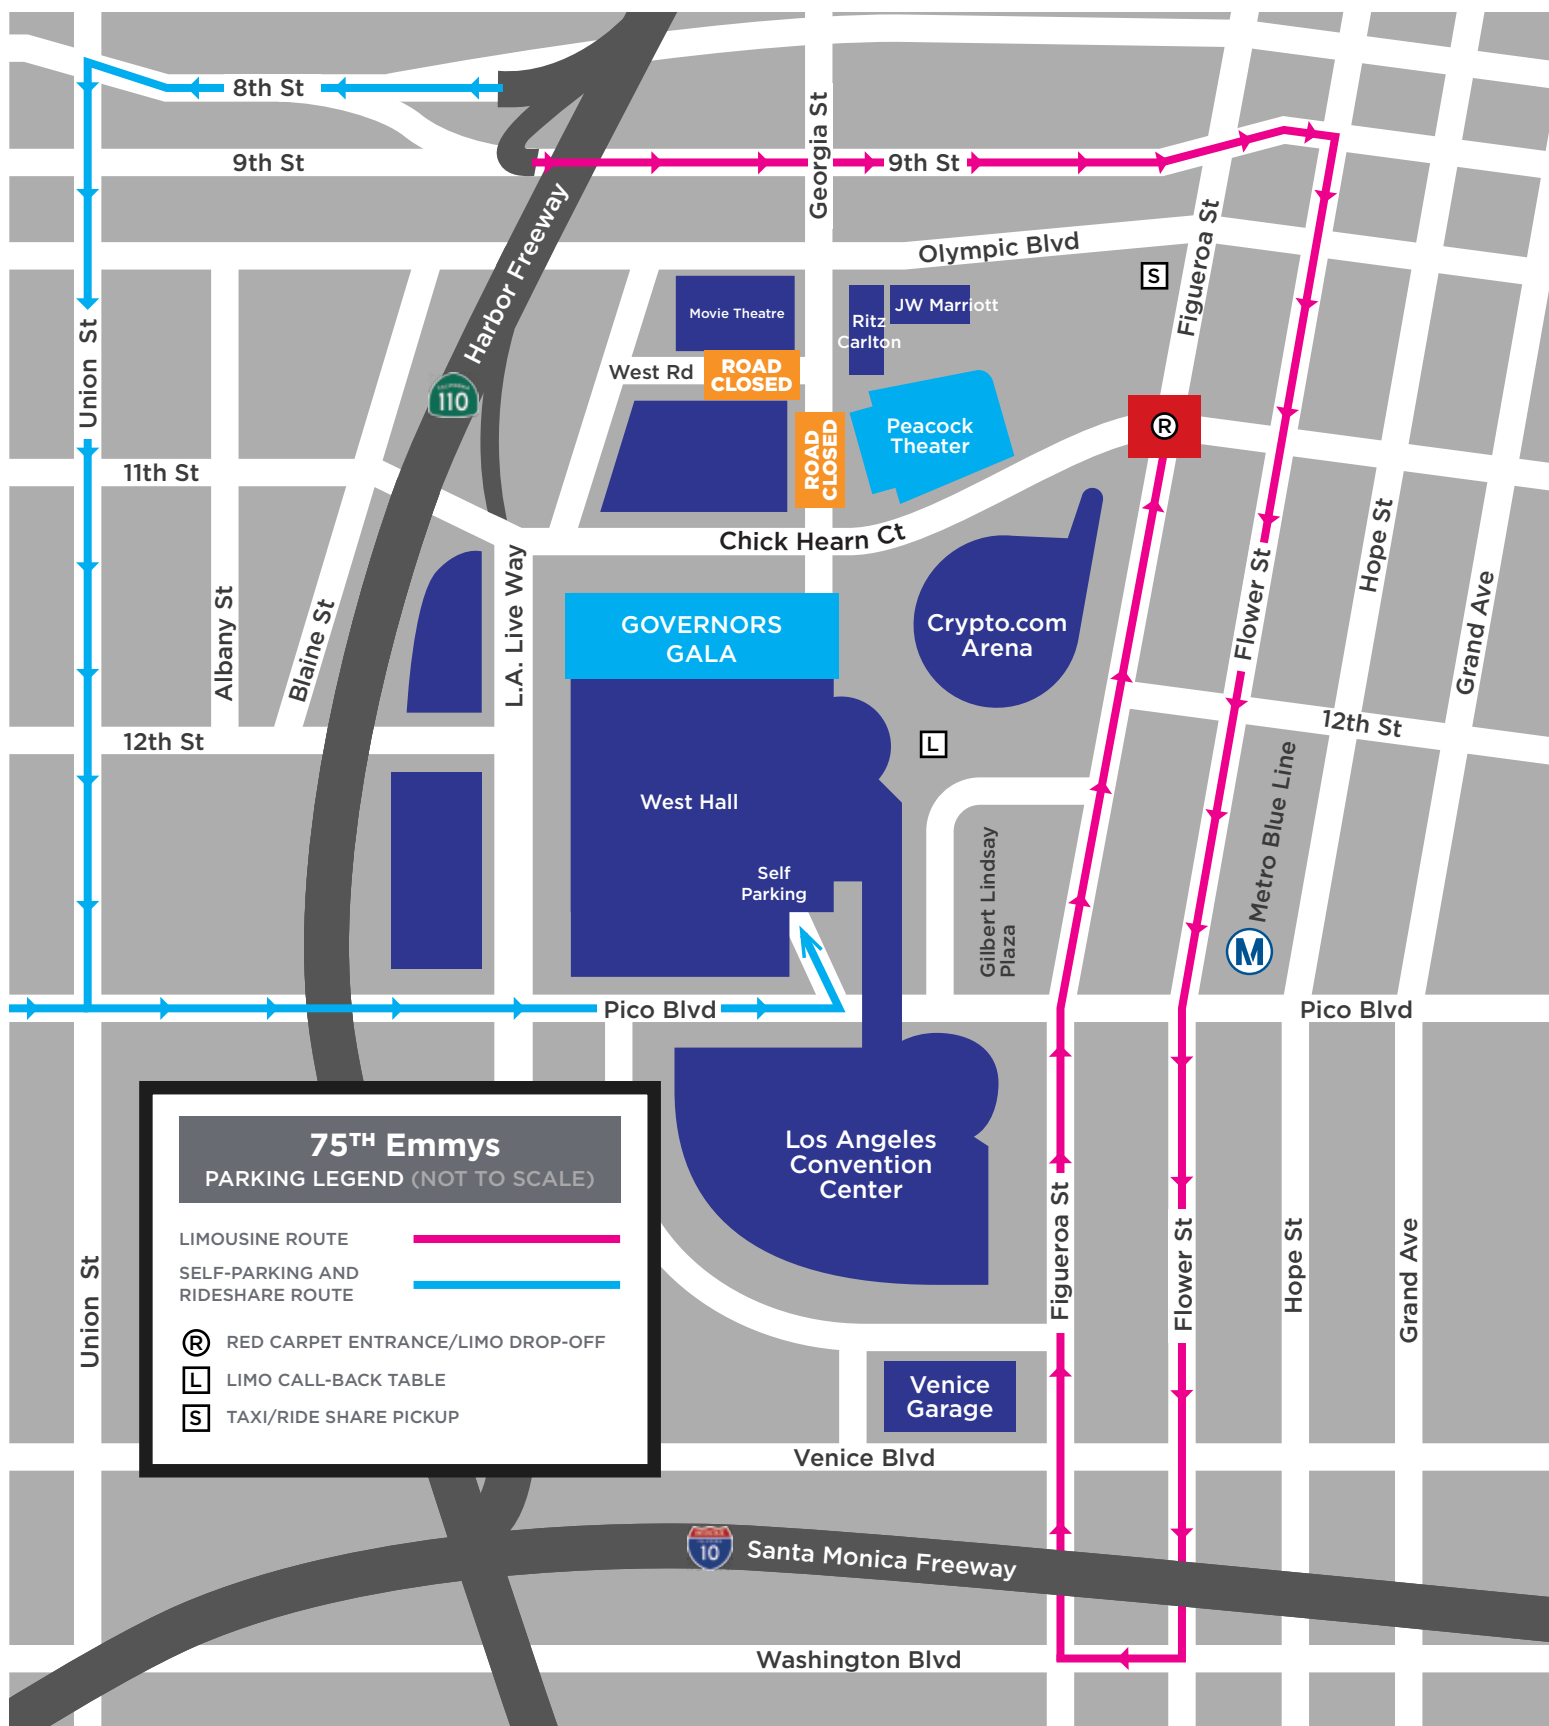 8th St
9th St
9th St
Georgia St
Harbor Freeway
Olympic Blvd
Figueroa St
S
Movie Theatre
JW Marriott
Ritz
Carlton
Union St
West Rd
ROAD
CLOSED
CALIFORNIA
110
ROAD
CLOSED
Peacock
Theater
R
11th St
Chick Hearn Ct
Hope St
L.A. Live Way
Flower St
Albany St
Blaine St
GOVERNORS
GALA
Crypto.com
Arena
Grand Ave
12th St
12th St
L
West Hall
Metro Blue Line
Self
Parking
Gilbert Lindsay
Plaza
M
Pico Blvd
Pico Blvd
75TH Emmys
PARKING LEGEND (NOT TO SCALE)
LIMOUSINE ROUTE
SELF-PARKING AND
RIDESHARE ROUTE
R RED CARPET ENTRANCE/LIMO DROP-OFF
L LIMO CALL-BACK TABLE
S TAXI/RIDE SHARE PICKUP
Los Angeles
Convention
Center
Union St
Figueroa St
Flower St
Hope St
Grand Ave
Venice
Garage
Venice Blvd
10
Santa Monica Freeway
Washington Blvd